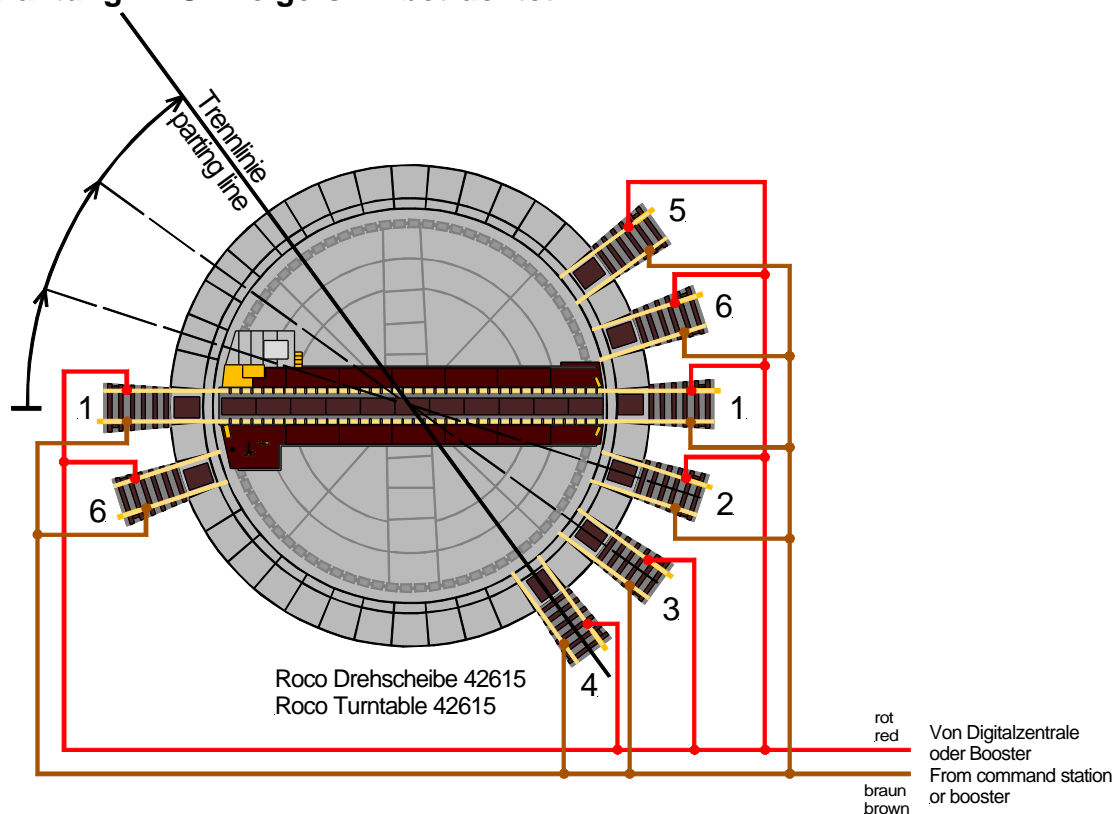 Trennlinie
parting line
5
6
1
1
2
6
3
4
Roco Drehscheibe 42615
Roco Turntable 42615
rot
red
Von Digitalzentrale
oder Booster
From command station
or booster
braun
brown